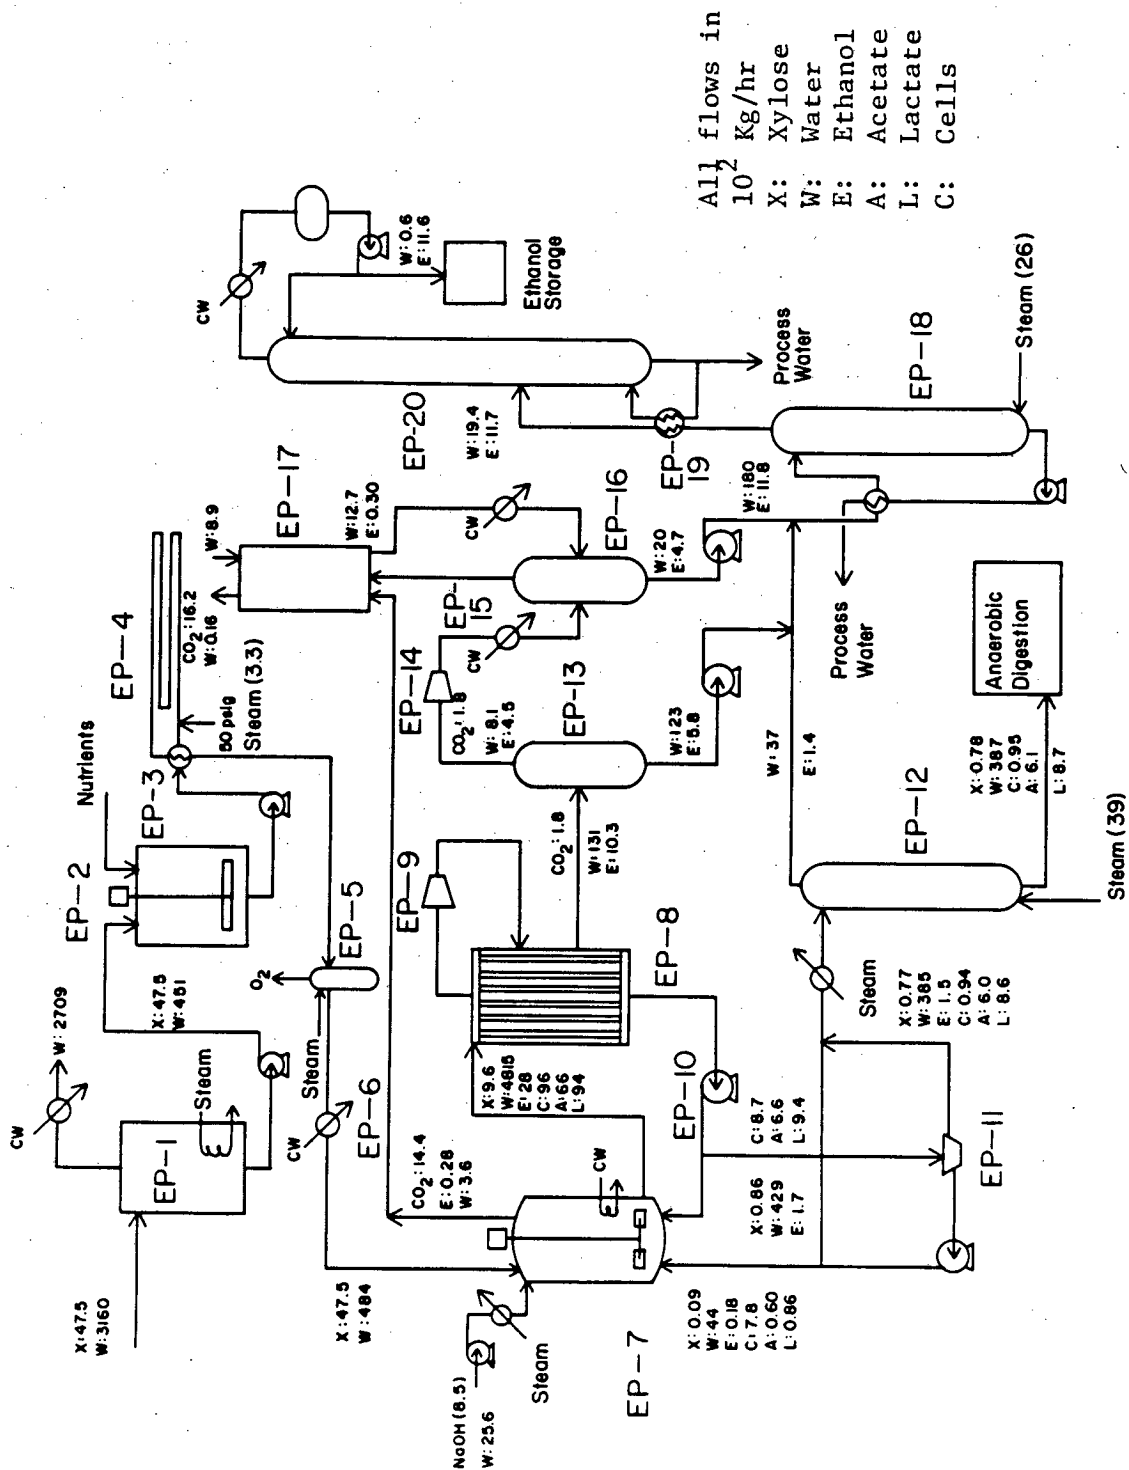 X:47.5
W:3160
EP-1
CW
W:2709
Steam
X:47.5
W:451
EP-2
Nutrients
EP-3
EP-4
50 psig
Steam (3.3)
O2
EP-5
Steam
CW
EP-6
X:47.5
W:484
NaOH (8.5)
W:25.6
Steam
EP-7
CW
CO2:14.4
E:0.28
W:3.6
X:9.6
W:4815
E:28
C:96
A:66
L:94
EP-8
EP-9
EP-10
X:0.86
W:429
E:1.7
C:8.7
A:6.6
L:9.4
EP-11
X:0.09
W:44
E:0.18
C:7.8
A:0.60
L:0.86
Steam
X:0.77
W:385
E:1.5
C:0.94
A:6.0
L:8.6
EP-12
Steam (39)
W:37
E:1.4
X:0.78
W:387
C:0.95
A:6.1
L:8.7
Anaerobic
Digestion
CO2:1.8
W:131
E:10.3
EP-13
W:123
E:5.8
EP-14
CO2:1.8
W:8.1
E:4.5
CW
EP-
15
EP-16
W:20
E:4.7
CW
EP-17
CO2:16.2
W:0.16
W:8.9
W:12.7
E:0.30
W:180
E:11.8
Process
Water
EP-18
Steam (26)
EP-
19
W:19.4
E:11.7
EP-20
Process
Water
CW
W:0.6
E:11.6
Ethanol
Storage
All flows in
10² Kg/hr
X: Xylose
W: Water
E: Ethanol
A: Acetate
L: Lactate
C: Cells